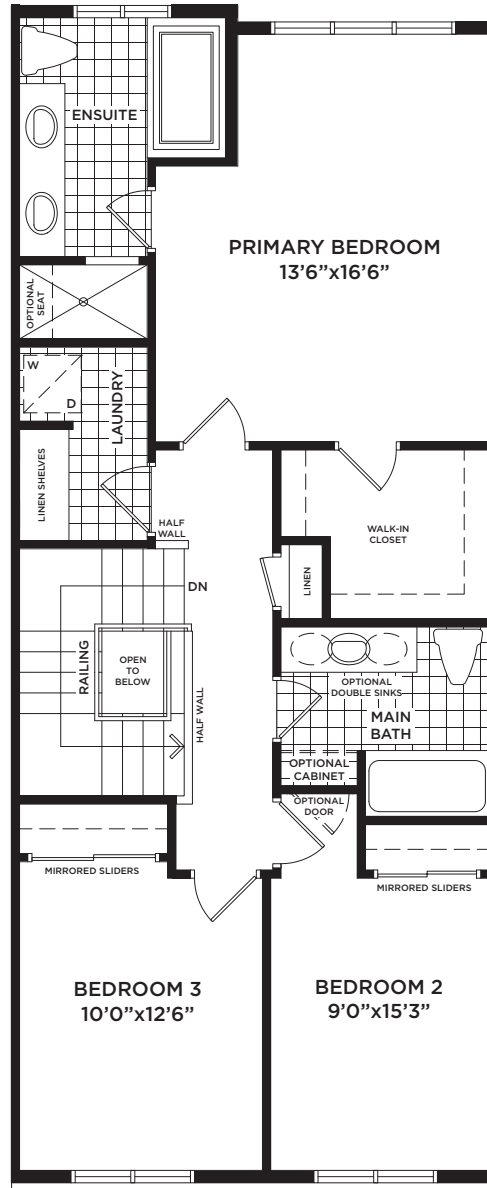 ENSUITE
PRIMARY BEDROOM
13'6”x16'6”
OPTIONAL
SEAT
W
D
LAUNDRY
LINEN SHELVES
HALF
WALL
WALK-IN
CLOSET
LINEN
DN
RAILING
OPEN
TO
BELOW
HALF WALL
OPTIONAL
DOUBLE SINKS
MAIN
BATH
OPTIONAL
CABINET
OPTIONAL
DOOR
MIRRORED SLIDERS
MIRRORED SLIDERS
BEDROOM 3
10'0”x12'6”
BEDROOM 2
9'0”x15'3”